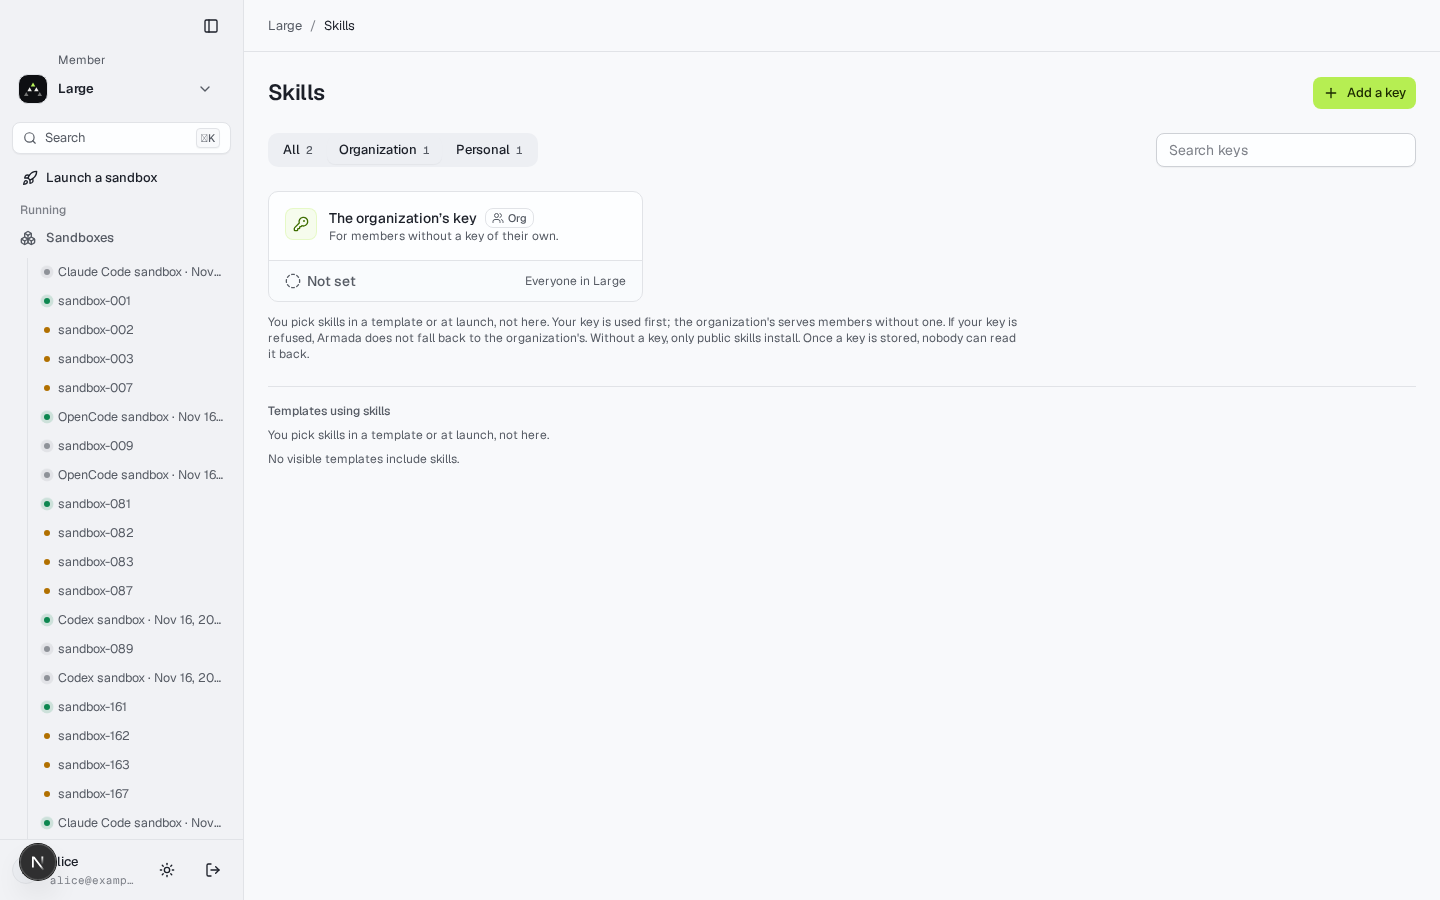 Member
Large
Search
K
Launch a sandbox
Running
Sandboxes
Claude Code sandbox · Nov…
sandbox-001
sandbox-002
sandbox-003
sandbox-007
OpenCode sandbox · Nov 16…
sandbox-009
OpenCode sandbox · Nov 16…
sandbox-081
sandbox-082
sandbox-083
sandbox-087
Codex sandbox · Nov 16, 20…
sandbox-089
Codex sandbox · Nov 16, 20…
sandbox-161
sandbox-162
sandbox-163
sandbox-167
Claude Code sandbox · Nov…
N
lice
alice@examp…
Large / Skills
Skills
Add a key
All 2
Organization 1
Personal 1
Search keys
The organization's key
Org
For members without a key of their own.
Not set
Everyone in Large
You pick skills in a template or at launch, not here. Your key is used first; the organization's serves members without one. If your key is
refused, Armada does not fall back to the organization's. Without a key, only public skills install. Once a key is stored, nobody can read
it back.
Templates using skills
You pick skills in a template or at launch, not here.
No visible templates include skills.